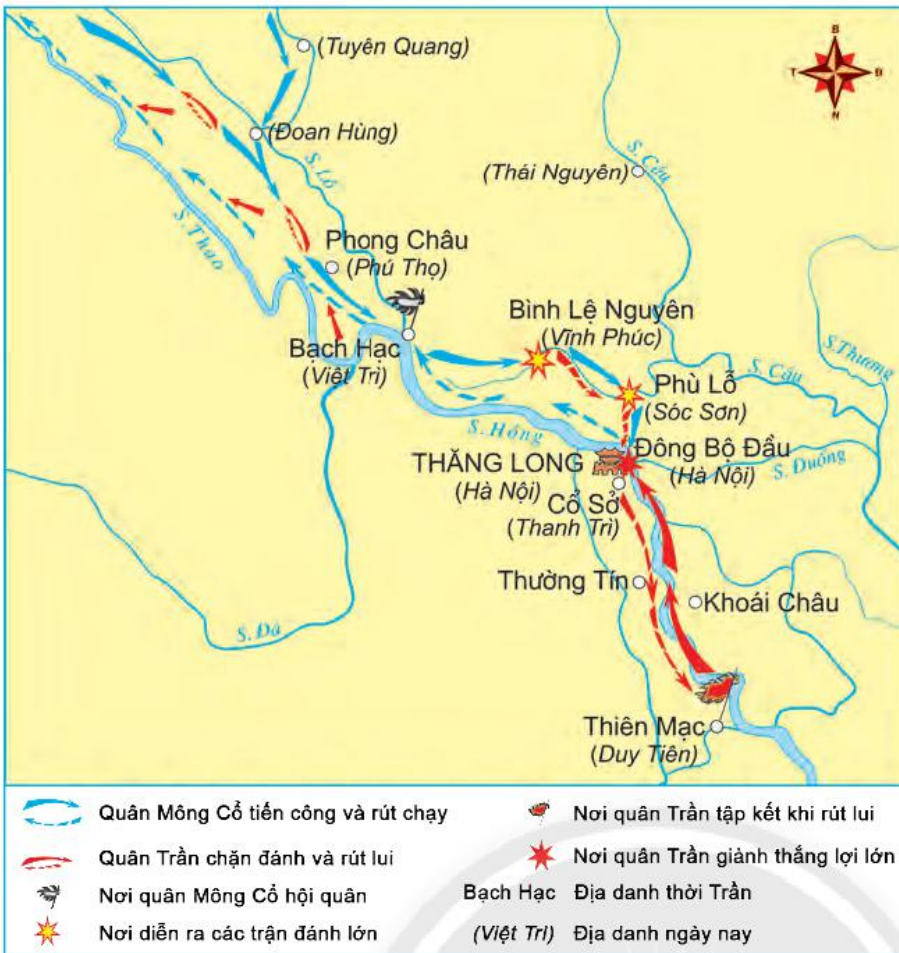 (Tuyên Quang)
B
T
Đ
N
(Đoan Hùng)
S. Lô
S. Cầu
(Thái Nguyên)
S. Thao
Phong Châu
(Phú Thọ)
Bình Lệ Nguyên
(Vĩnh Phúc)
Bạch Hạc
(Việt Trì)
S. Thương
S. Cầu
Phù Lỗ
(Sóc Sơn)
S. Hồng
Đông Bộ Đầu
THĂNG LONG
(Hà Nội)
S. Đuống
(Hà Nội)
Cổ Sở
(Thanh Trì)
Thường Tín
Khoái Châu
S. Đà
Thiên Mạc
(Duy Tiên)
Quân Mông Cổ tiến công và rút chạy
Quân Trần chặn đánh và rút lui
Nơi quân Mông Cổ hội quân
Nơi diễn ra các trận đánh lớn
Nơi quân Trần tập kết khi rút lui
Nơi quân Trần giành thắng lợi lớn
Bạch Hạc Địa danh thời Trần
(Việt Trì) Địa danh ngày nay